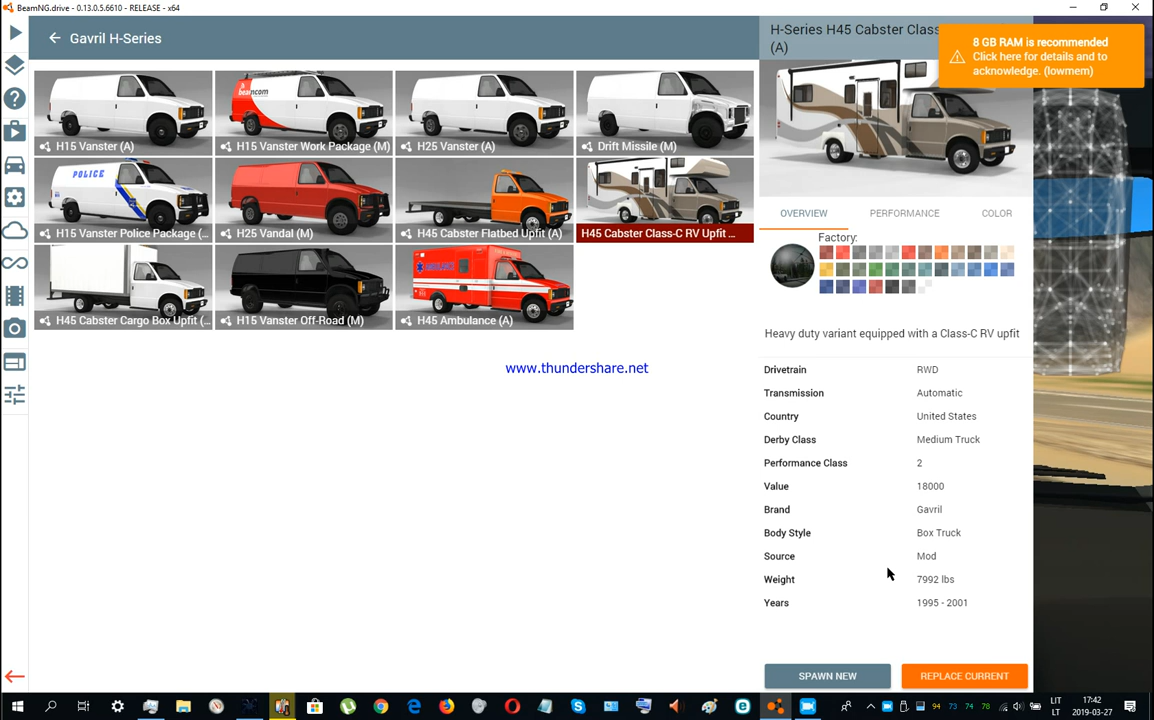 BeamNG.drive - 0.13.0.5.6610 - RELEASE - x64
Gavril H-Series
H15 Vanster (A)
H15 Vanster Work Package (M)
H25 Vanster (A)
Drift Missile (M)
H15 Vanster Police Package (...
H25 Vandal (M)
H45 Cabster Flatbed Upfit (A)
H45 Cabster Class-C RV Upfit ...
H45 Cabster Cargo Box Upfit (...
H15 Vanster Off-Road (M)
H45 Ambulance (A)
beamcom
POLICE
AMBULANCE
www.thundershare.net
H-Series H45 Cabster Class
(A)
8 GB RAM is recommended
Click here for details and to
acknowledge. (lowmem)
OVERVIEW
PERFORMANCE
COLOR
Factory:
Heavy duty variant equipped with a Class-C RV upfit
Drivetrain RWD
Transmission Automatic
Country United States
Derby Class Medium Truck
Performance Class 2
Value 18000
Brand Gavril
Body Style Box Truck
Source Mod
Weight 7992 lbs
Years 1995 - 2001
SPAWN NEW
REPLACE CURRENT
94 73 74 78
LIT
LT
17:42
2019-03-27